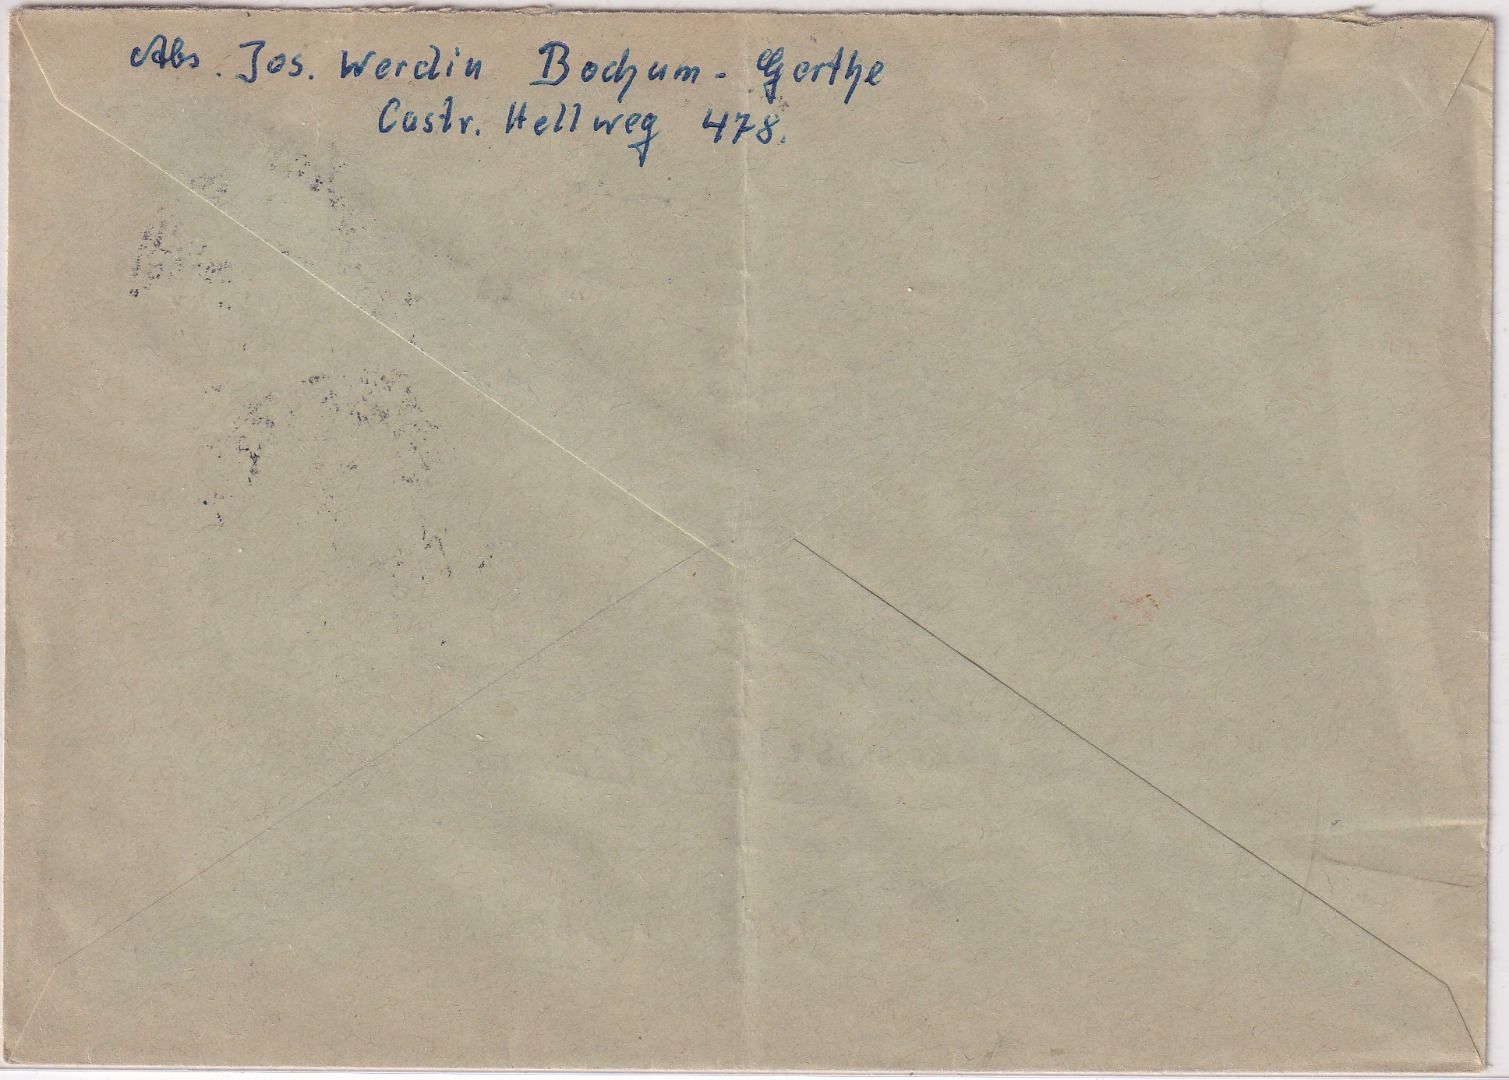 Abs. Jos. Werdin Bochum-Gerthe
Castr. Hellweg 478.